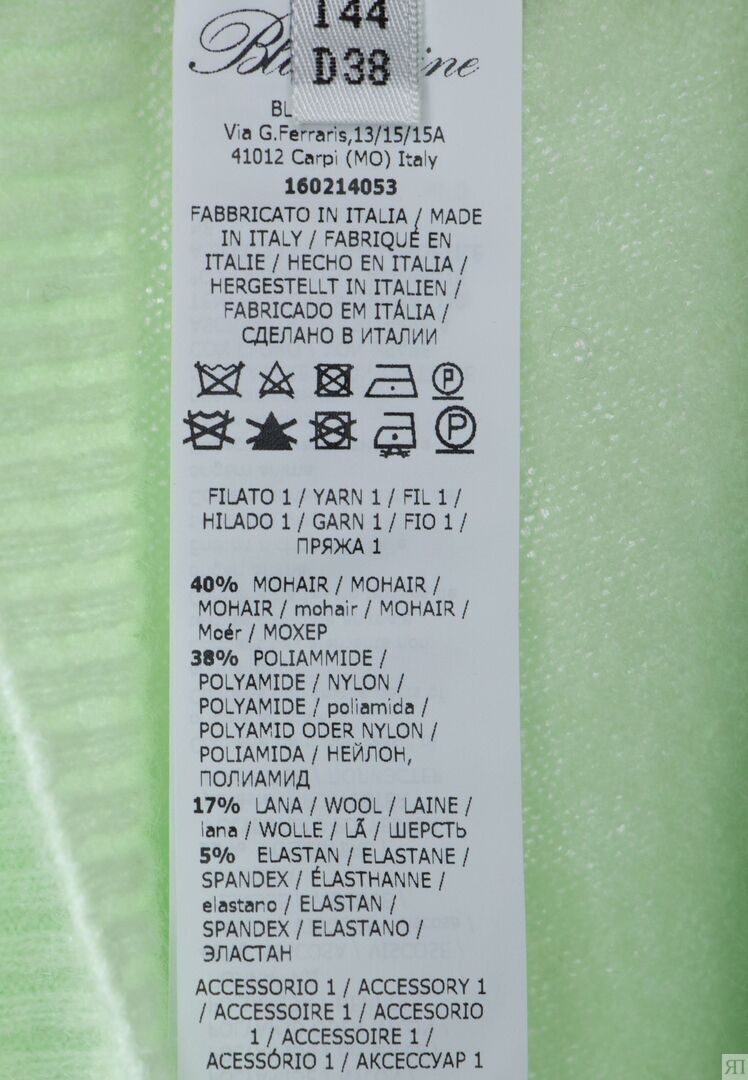 I 44
D38
BL
Via G.Ferraris,13/15/15A
41012 Carpi (MO) Italy
160214053
FABBRICATO IN ITALIA / MADE
IN ITALY / FABRIQUÉ EN
ITALIE / HECHO EN ITALIA /
HERGESTELLT IN ITALIEN /
FABRICADO EM ITÁLIA /
СДЕЛАНО В ИТАЛИИ
P
P
FILATO 1 / YARN 1 / FIL 1 /
HILADO 1 / GARN 1 / FIO 1 /
ПРЯЖА 1
40% MOHAIR / MOHAIR /
MOHAIR / mohair / MOHAIR /
Moér / МОХЕР
38% POLIAMMIDE /
POLYAMIDE / NYLON /
POLYAMIDE / poliamida /
POLYAMID ODER NYLON /
POLIAMIDA / НЕЙЛОН,
ПОЛИАМИД
17% LANA / WOOL / LAINE /
lana / WOLLE / LÃ / ШЕРСТЬ
5% ELASTAN / ELASTANE /
SPANDEX / ÉLASTHANNE /
elastano / ELASTAN /
SPANDEX / ELASTANO /
ЭЛАСТАН
ACCESSORIO 1 / ACCESSORY 1
/ ACCESSOIRE 1 / ACCESORIO
1 / ACCESSOIRE 1 /
ACESSÓRIO 1 / АКСЕССУАР 1
ЯП